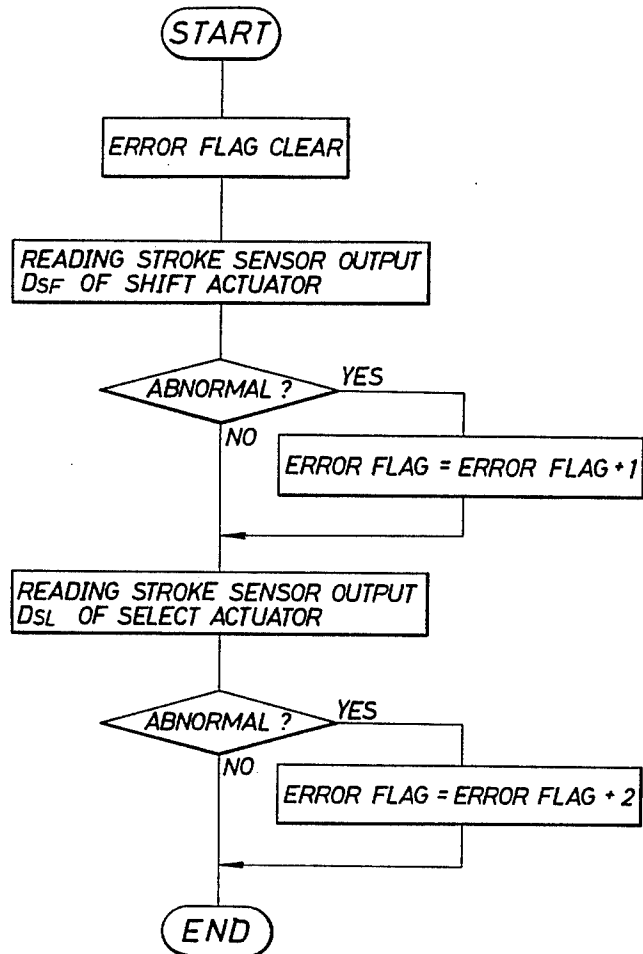 START
ERROR FLAG CLEAR
READING STROKE SENSOR OUTPUT
DSF OF SHIFT ACTUATOR
ABNORMAL ?
YES
NO
ERROR FLAG = ERROR FLAG + 1
READING STROKE SENSOR OUTPUT
DSL OF SELECT ACTUATOR
ABNORMAL ?
YES
NO
ERROR FLAG = ERROR FLAG + 2
END